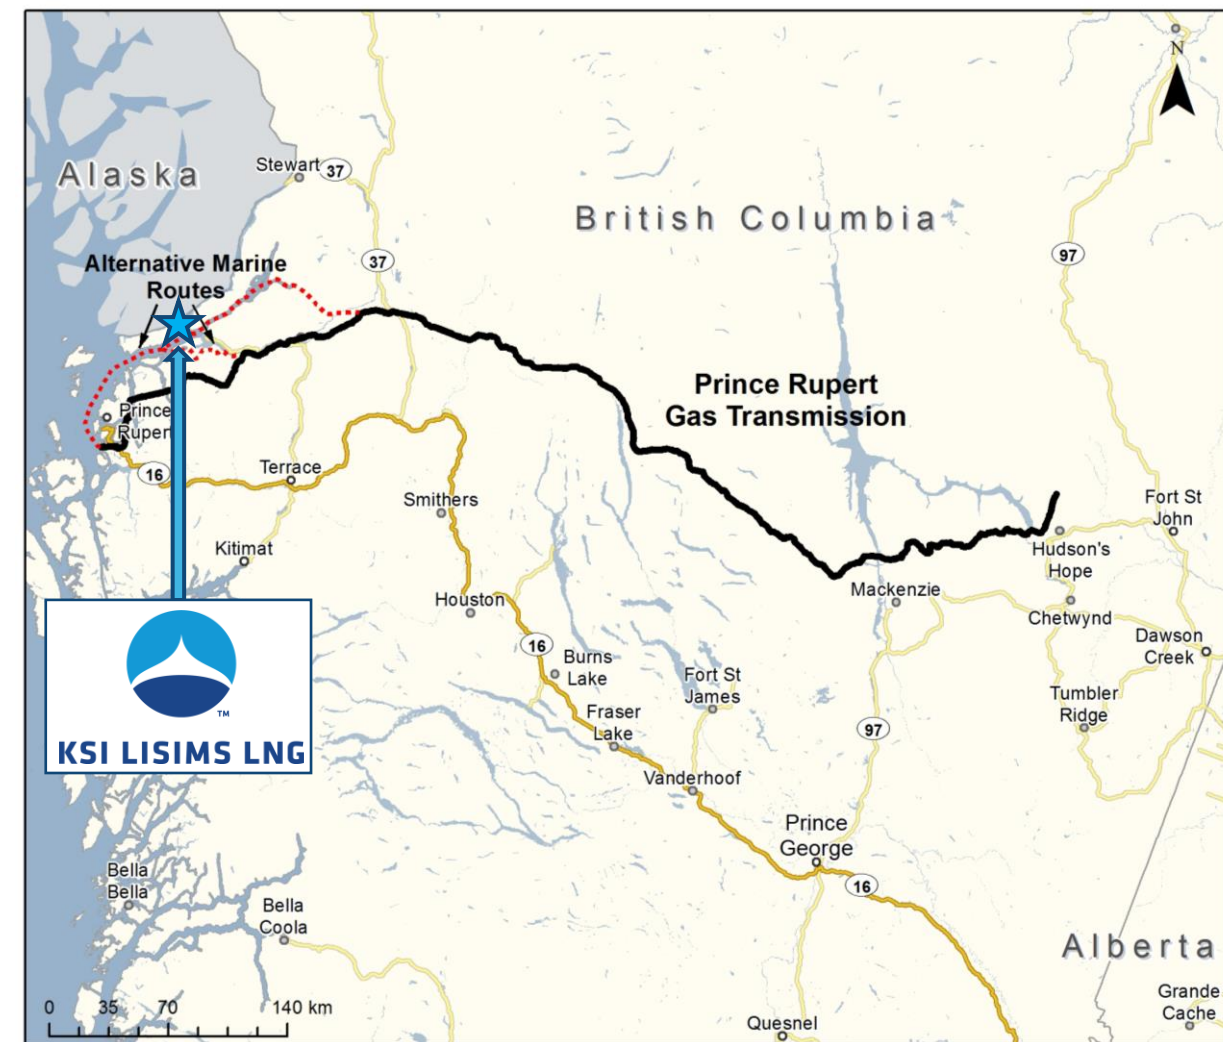 N
Alaska
Stewart
37
British Columbia
97
37
Alternative Marine
Routes
Prince Rupert
Gas Transmission
Prince
Rupert
16
Terrace
Smithers
Fort St
John
Hudson's
Hope
Kitimat
Mackenzie
Houston
Chetwynd
16
Dawson
Creek
Burns
Lake
Fort St
James
Tumbler
Ridge
™
KSI LISIMS LNG
Fraser
Lake
97
Vanderhoof
Prince
George
16
Bella
Bella
Bella
Coola
Alberta
0 35 70 140 km
Grande
Cache
Quesnel